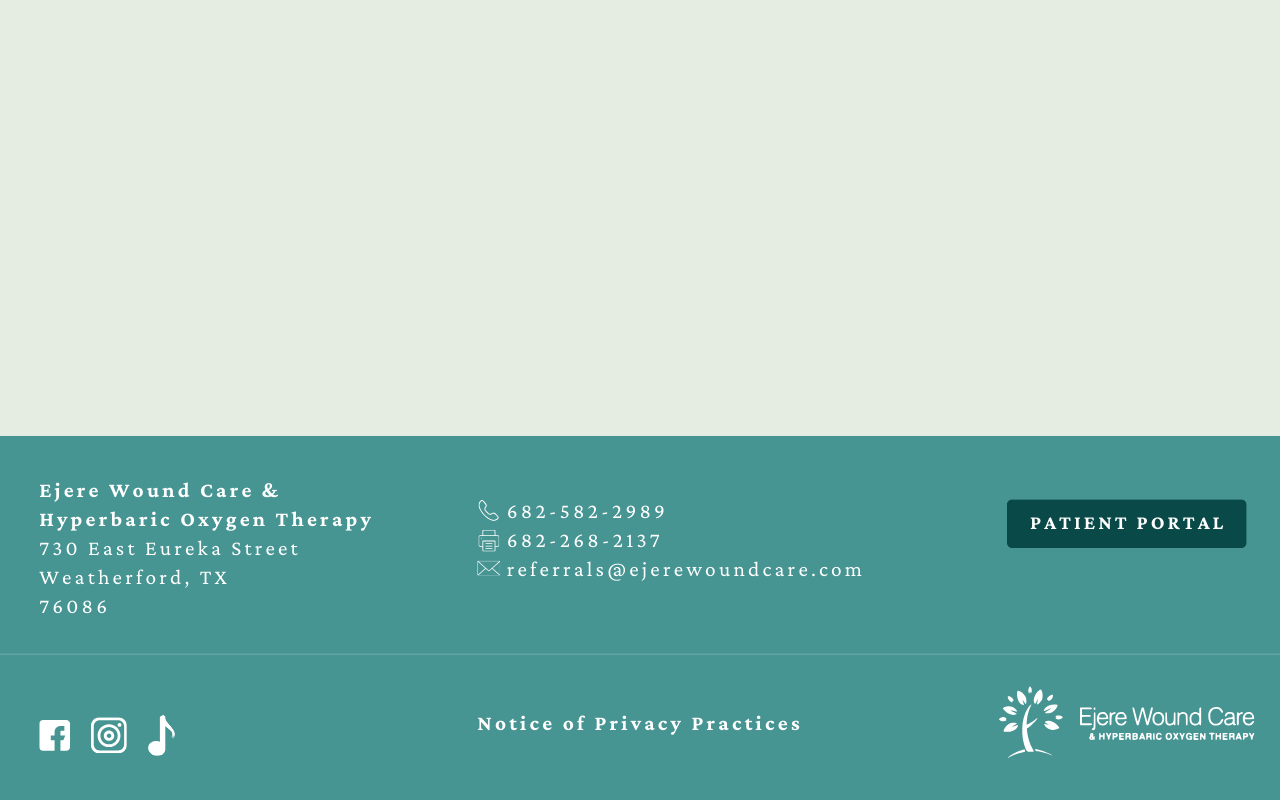 Ejere Wound Care &
Hyperbaric Oxygen Therapy
730 East Eureka Street
Weatherford, TX
76086
682-582-2989
682-268-2137
referrals@ejerewoundcare.com
PATIENT PORTAL
Notice of Privacy Practices
Ejere Wound Care
& HYPERBARIC OXYGEN THERAPY